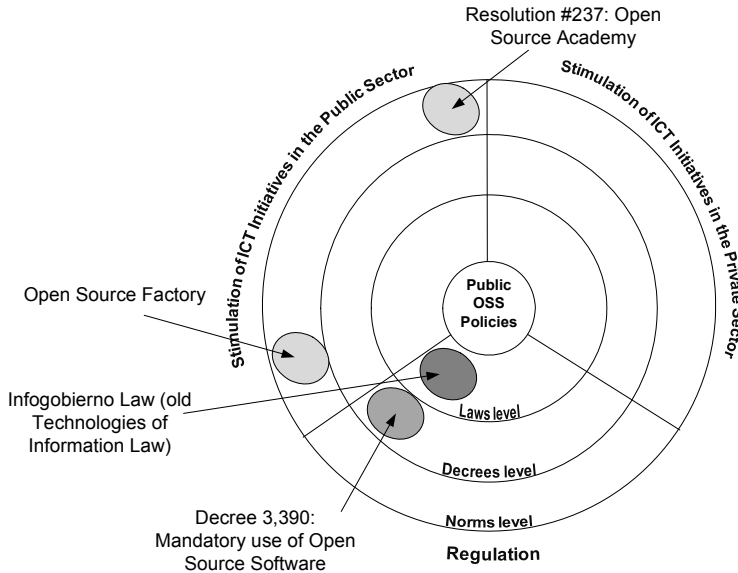 Resolution #237: Open
Source Academy
Stimulation of ICT Initiatives in the Public Sector
Stimulation of ICT Initiatives in the Private Sector
Open Source Factory
Public
OSS
Policies
Infogobierno Law (old
Technologies of
Information Law)
Laws level
Decrees level
Norms level
Decree 3,390:
Mandatory use of Open
Source Software
Regulation